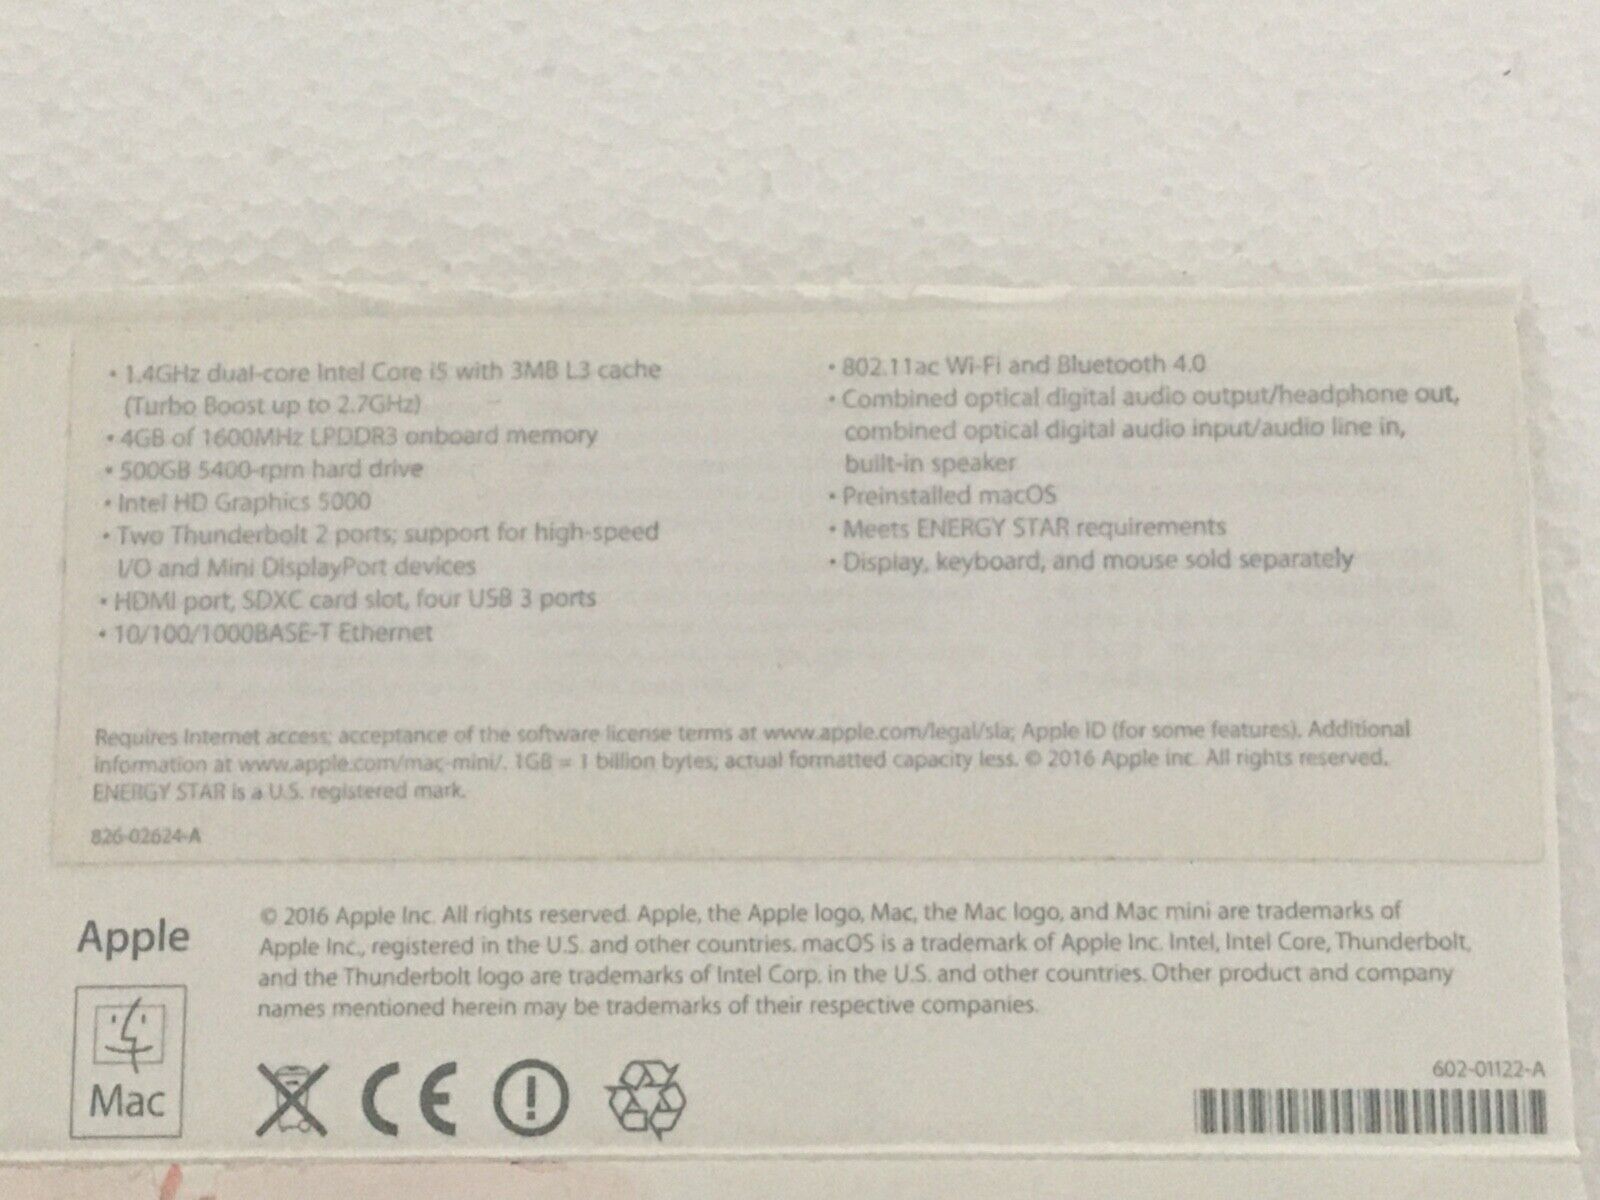 • 1.4GHz dual-core Intel Core i5 with 3MB L3 cache
(Turbo Boost up to 2.7GHz)
• 4GB of 1600MHz LPDDR3 onboard memory
• 500GB 5400-rpm hard drive
• Intel HD Graphics 5000
• Two Thunderbolt 2 ports; support for high-speed
I/O and Mini DisplayPort devices
• HDMI port, SDXC card slot, four USB 3 ports
• 10/100/1000BASE-T Ethernet
• 802.11ac Wi-Fi and Bluetooth 4.0
• Combined optical digital audio output/headphone out,
combined optical digital audio input/audio line in,
built-in speaker
• Preinstalled macOS
• Meets ENERGY STAR requirements
• Display, keyboard, and mouse sold separately
Requires Internet access; acceptance of the software license terms at www.apple.com/legal/sla; Apple ID (for some features). Additional
information at www.apple.com/mac-mini/. 1GB = 1 billion bytes; actual formatted capacity less. © 2016 Apple Inc. All rights reserved.
ENERGY STAR is a U.S. registered mark.
826-02624-A
Apple
Mac
© 2016 Apple Inc. All rights reserved. Apple, the Apple logo, Mac, the Mac logo, and Mac mini are trademarks of
Apple Inc., registered in the U.S. and other countries. macOS is a trademark of Apple Inc. Intel, Intel Core, Thunderbolt,
and the Thunderbolt logo are trademarks of Intel Corp. in the U.S. and other countries. Other product and company
names mentioned herein may be trademarks of their respective companies.
CE
602-01122-A